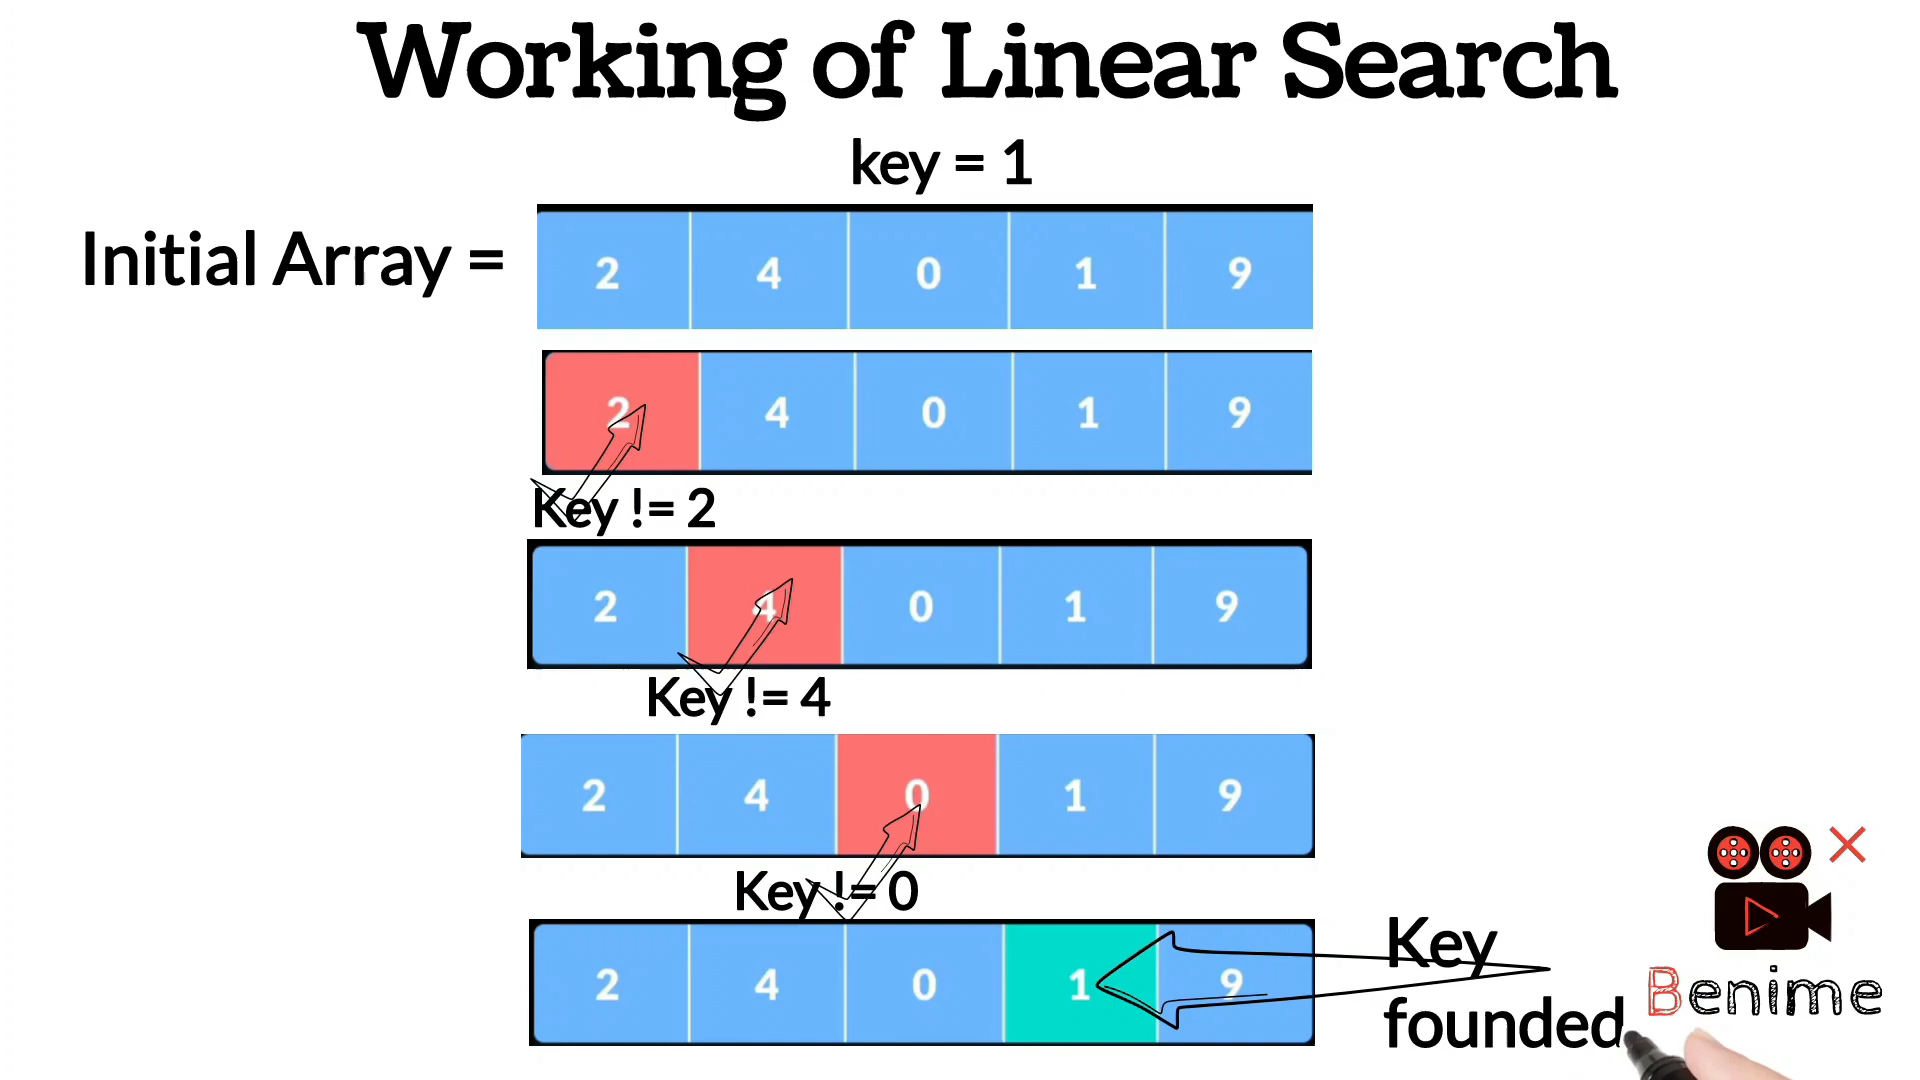 Working of Linear Search
key = 1
Initial Array = 2 4 0 1 9
2 4 0 1 9
Key != 2
2 4 0 1 9
Key != 4
2 4 0 1 9
Key != 0
2 4 0 1 9
Key
founded
Benime